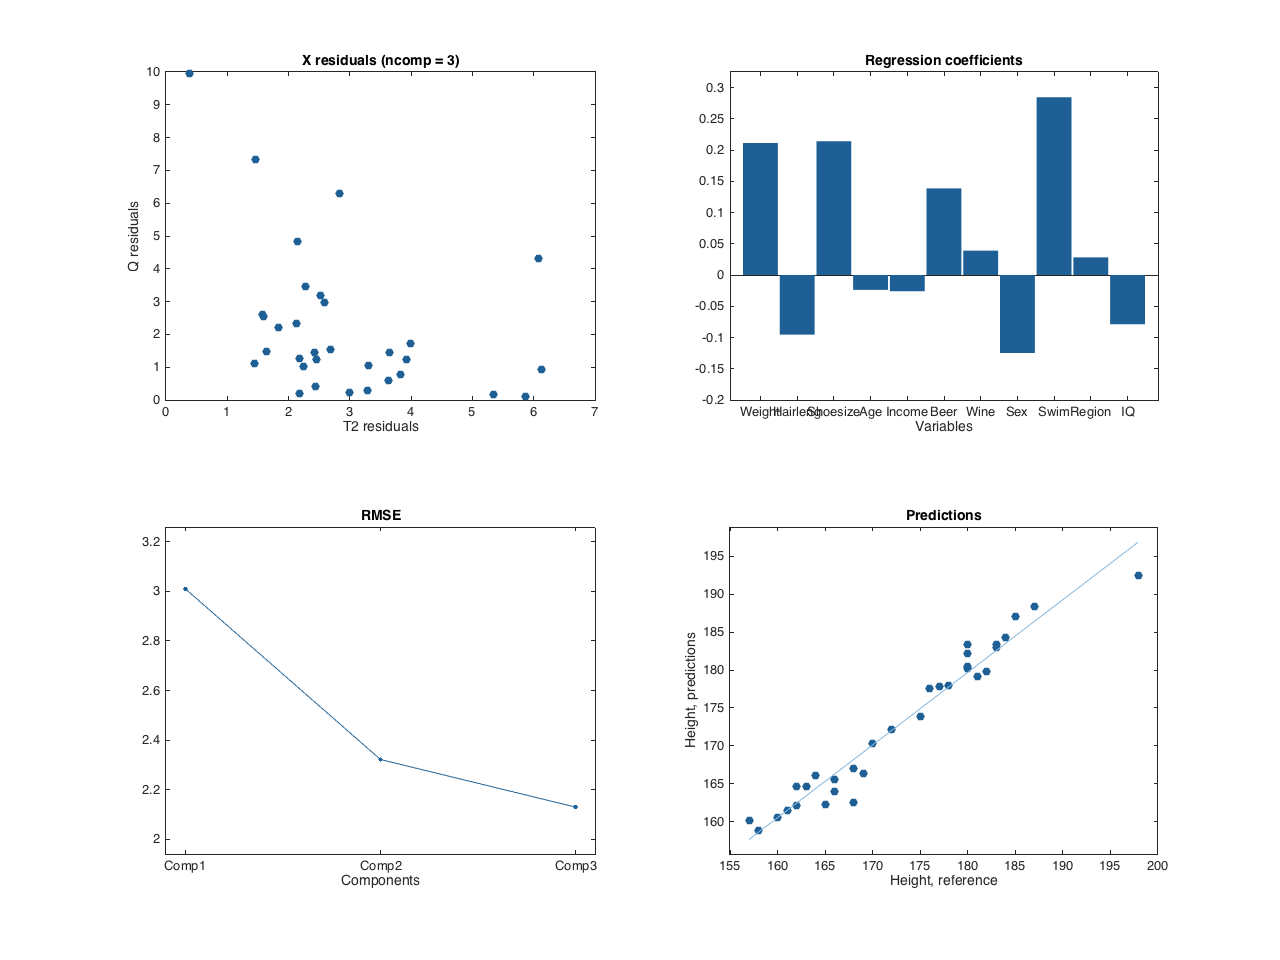 X residuals (ncomp = 3)
10
9
8
7
6
5
4
3
2
1
0
Q residuals
0 1 2 3 4 5 6 7
T2 residuals
Regression coefficients
0.3
0.25
0.2
0.15
0.1
0.05
0
-0.05
-0.1
-0.15
-0.2
Weight Hairleng Shoesize Age Income Beer Wine Sex Swim Region IQ
Variables
RMSE
3.2
3
2.8
2.6
2.4
2.2
2
Comp1 Comp2 Comp3
Components
Predictions
195
190
185
180
175
170
165
160
Height, predictions
155 160 165 170 175 180 185 190 195 200
Height, reference